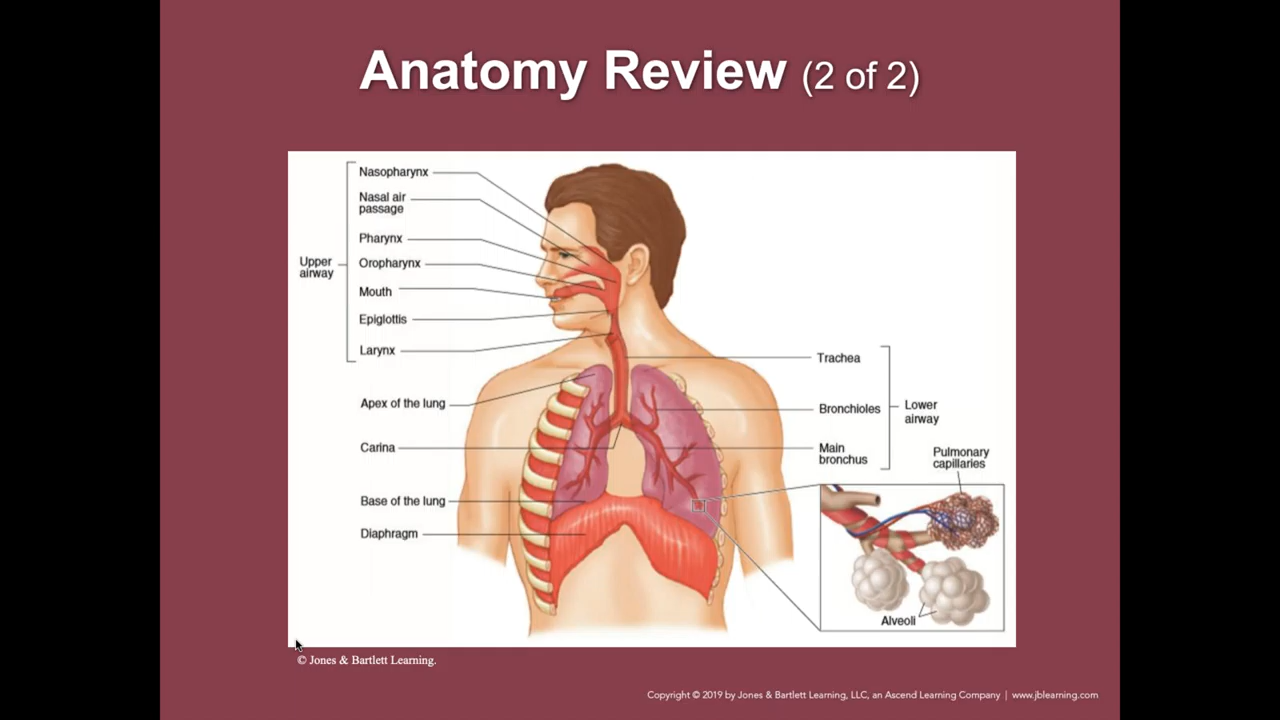 Anatomy Review (2 of 2)
Nasopharynx
Nasal air
passage
Pharynx
Oropharynx
Mouth
Epiglottis
Larynx
Upper
airway
Apex of the lung
Carina
Base of the lung
Diaphragm
Trachea
Bronchioles
Main
bronchus
Lower
airway
Pulmonary
capillaries
Alveoli
© Jones & Bartlett Learning.
Copyright © 2019 by Jones & Bartlett Learning, LLC, an Ascend Learning Company | www.jblearning.com